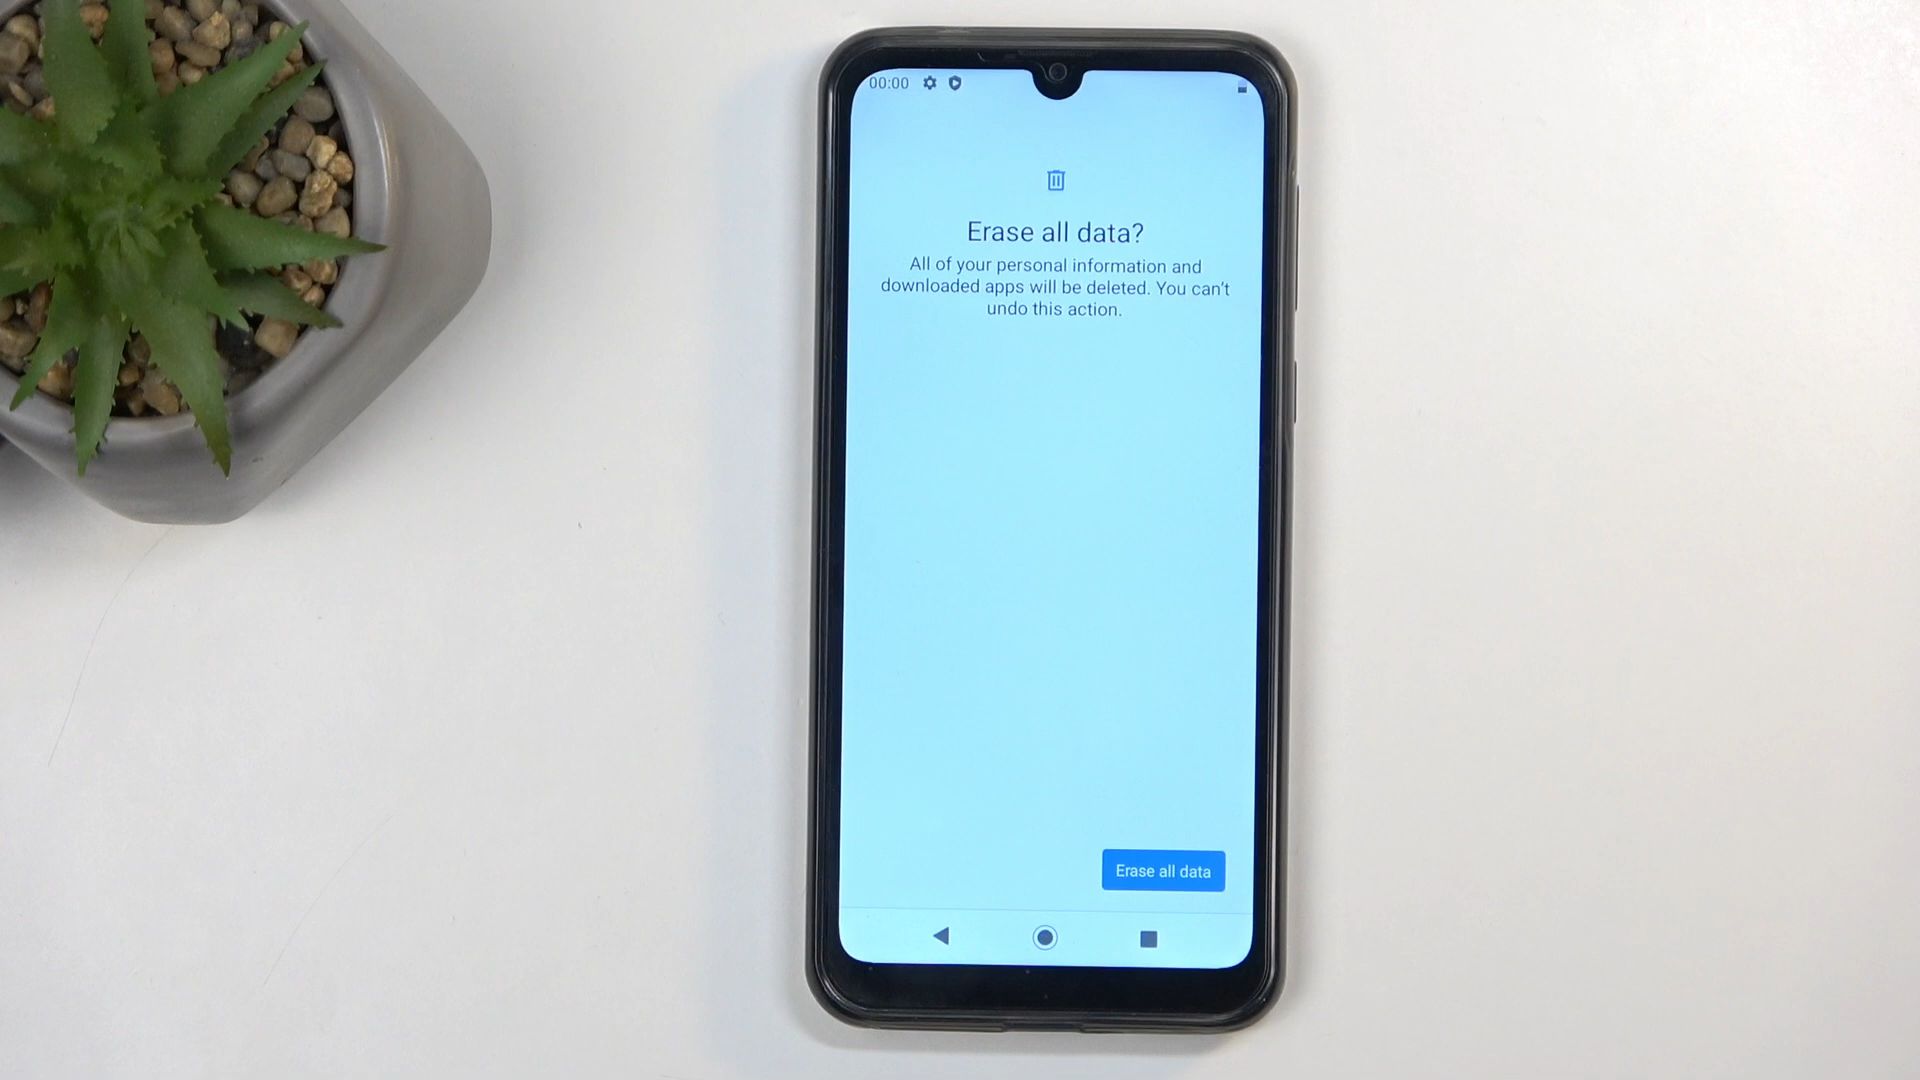 00:00
Erase all data?
All of your personal information and
downloaded apps will be deleted. You can't
undo this action.
Erase all data